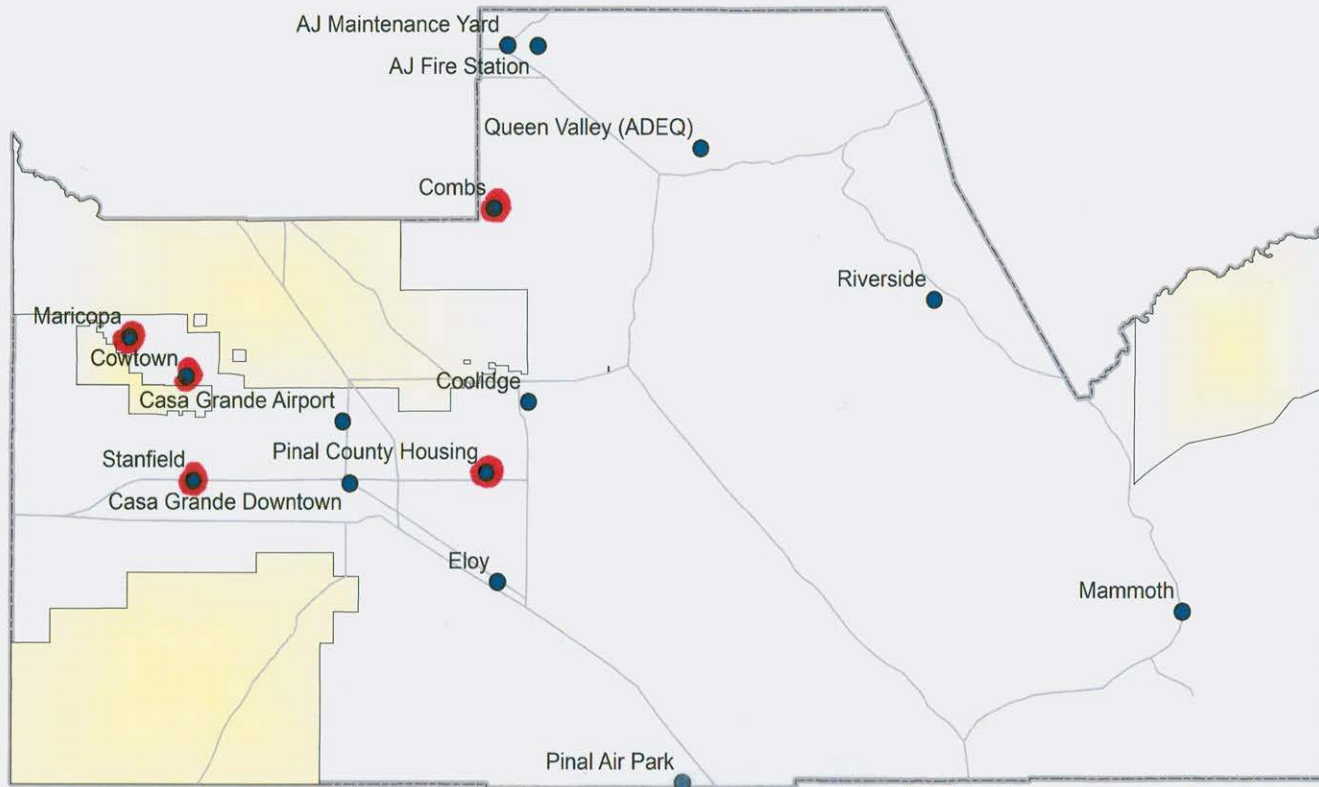 AJ Maintenance Yard
AJ Fire Station
Queen Valley (ADEQ)
Combs
Riverside
Maricopa
Cowtown
Coolidge
Casa Grande Airport
Pinal County Housing
Stanfield
Casa Grande Downtown
Eloy
Mammoth
Pinal Air Park